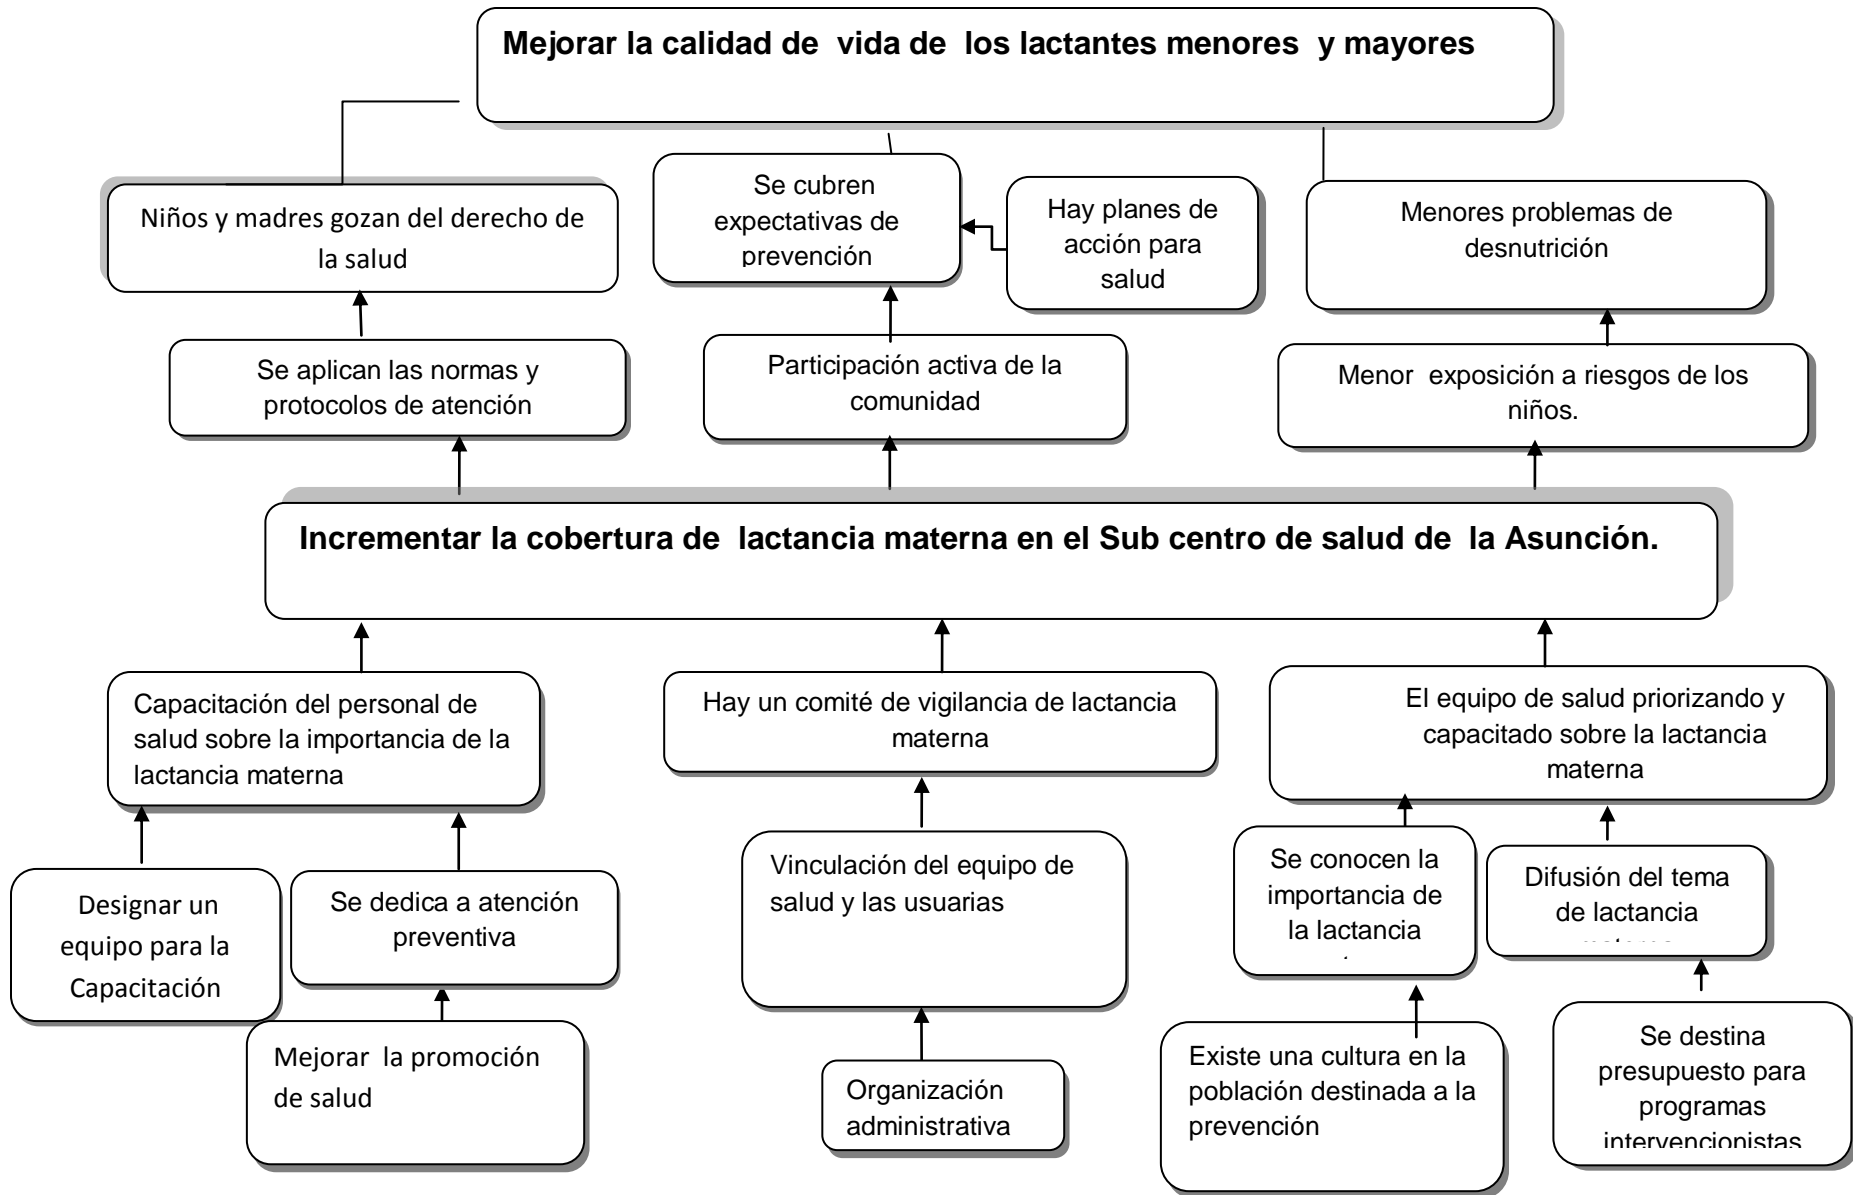 Mejorar la calidad de vida de los lactantes menores y mayores
Niños y madres gozan del derecho de
la salud
Se cubren
expectativas de
prevención
Hay planes de
acción para
salud
Menores problemas de
desnutrición
Se aplican las normas y
protocolos de atención
Participación activa de la
comunidad
Menor exposición a riesgos de los
niños.
Incrementar la cobertura de lactancia materna en el Sub centro de salud de la Asunción.
Capacitación del personal de
salud sobre la importancia de la
lactancia materna
Hay un comité de vigilancia de lactancia
materna
El equipo de salud priorizando y
capacitado sobre la lactancia
materna
Designar un
equipo para la
Capacitación
Se dedica a atención
preventiva
Vinculación del equipo de
salud y las usuarias
Se conocen la
importancia de
la lactancia
Difusión del tema
de lactancia
Mejorar la promoción
de salud
Organización
administrativa
Existe una cultura en la
población destinada a la
prevención
Se destina
presupuesto para
programas
intervencionistas